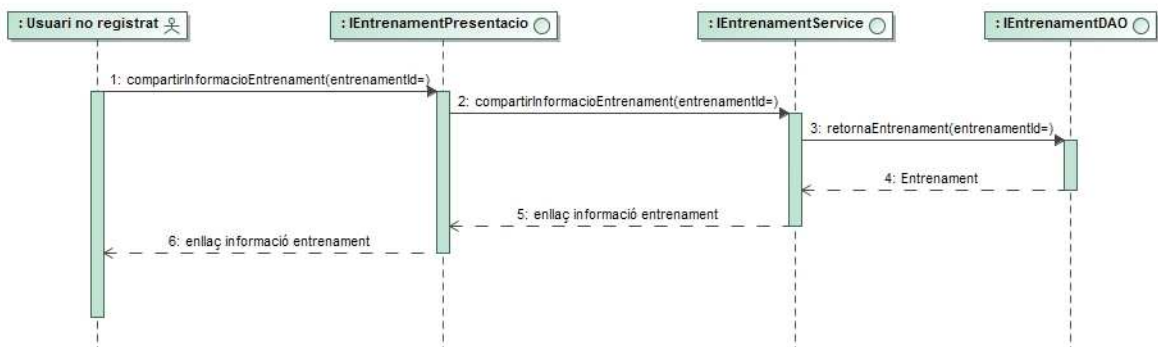 : Usuari no registrat
: IEntrenamentPresentacio
: IEntrenamentService
: IEntrenamentDAO
1: compartirInformacioEntrenament(entrenamentId=)
2: compartirInformacioEntrenament(entrenamentId=)
3: retornaEntrenament(entrenamentId=)
4: Entrenament
5: enllaç informació entrenament
6: enllaç informació entrenament